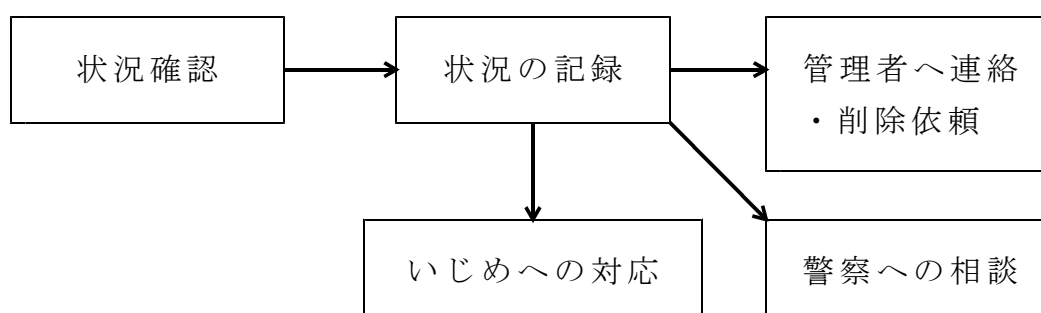 状況確認
状況の記録
管理者へ連絡
・削除依頼
いじめへの対応
警察への相談